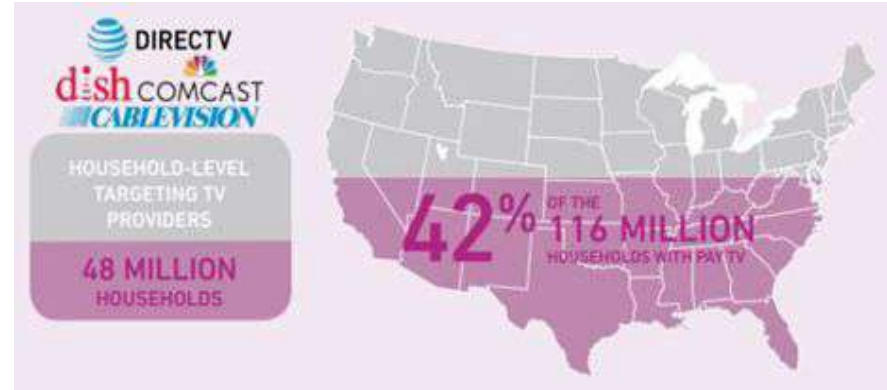 DIRECTV
dish COMCAST
CABLEVISION
HOUSEHOLD-LEVEL
TARGETING TV
PROVIDERS
48 MILLION
HOUSEHOLDS
42% OF THE
116 MILLION
HOUSEHOLDS WITH PAY TV